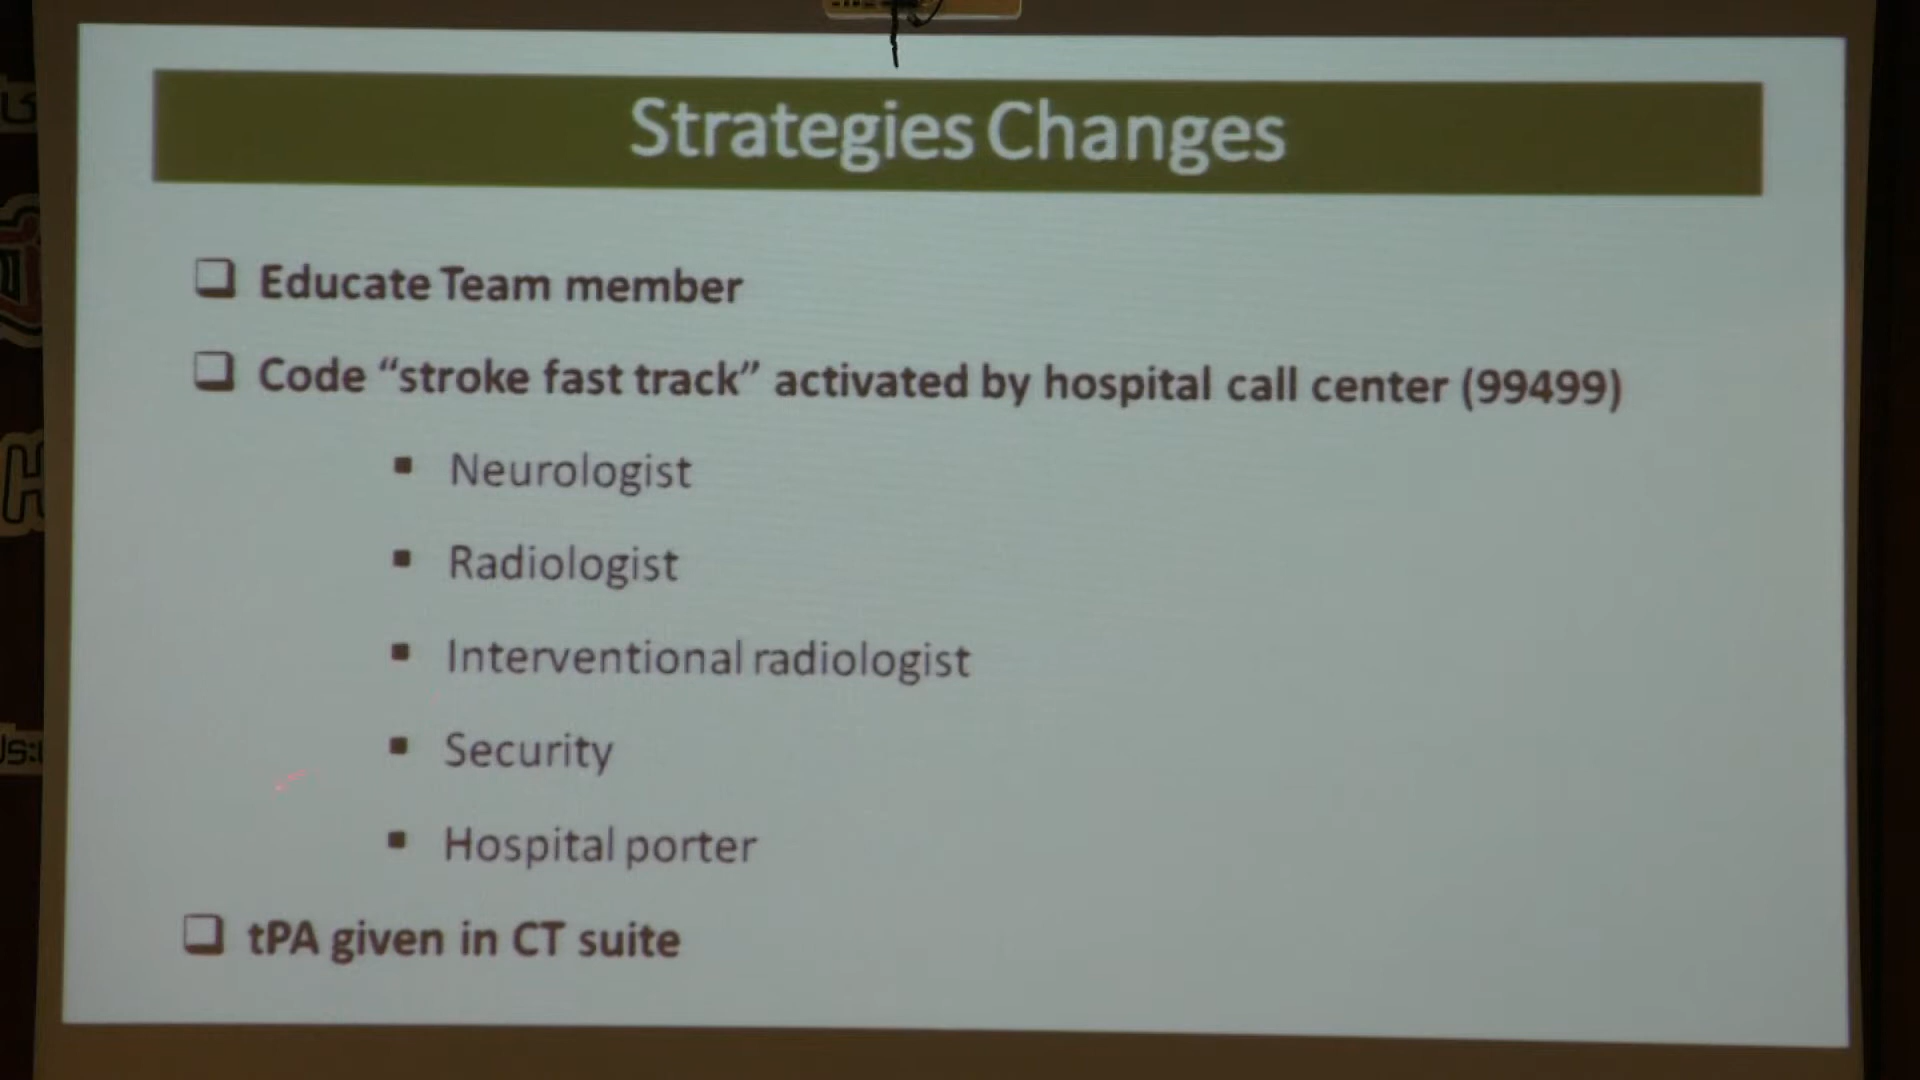 Strategies Changes
Educate Team member
Code “stroke fast track” activated by hospital call center (99499)
Neurologist
Radiologist
Interventional radiologist
Security
Hospital porter
tPA given in CT suite